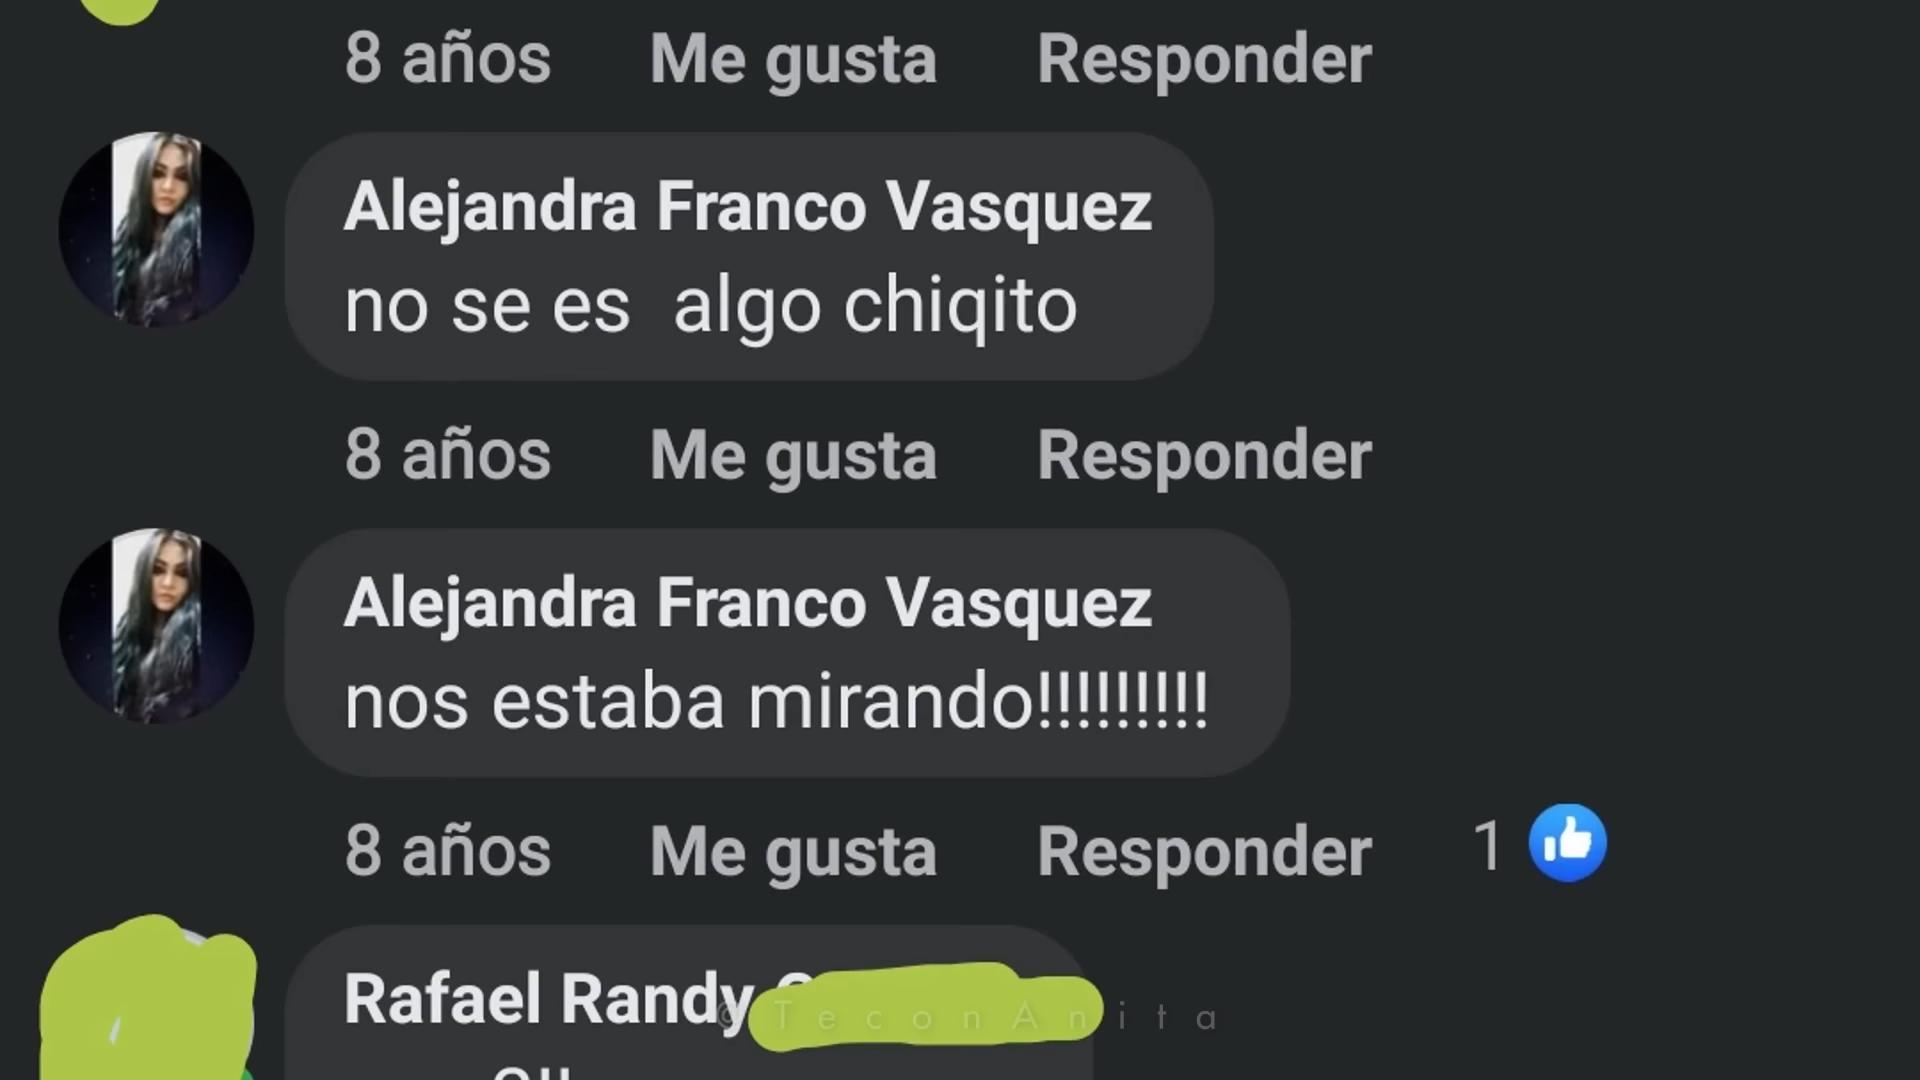 8 años Me gusta Responder
Alejandra Franco Vasquez
no se es  algo chiqito
8 años Me gusta Responder
Alejandra Franco Vasquez
nos estaba mirando!!!!!!!!!
8 años Me gusta Responder 1
Rafael Randy
©TeconAnita